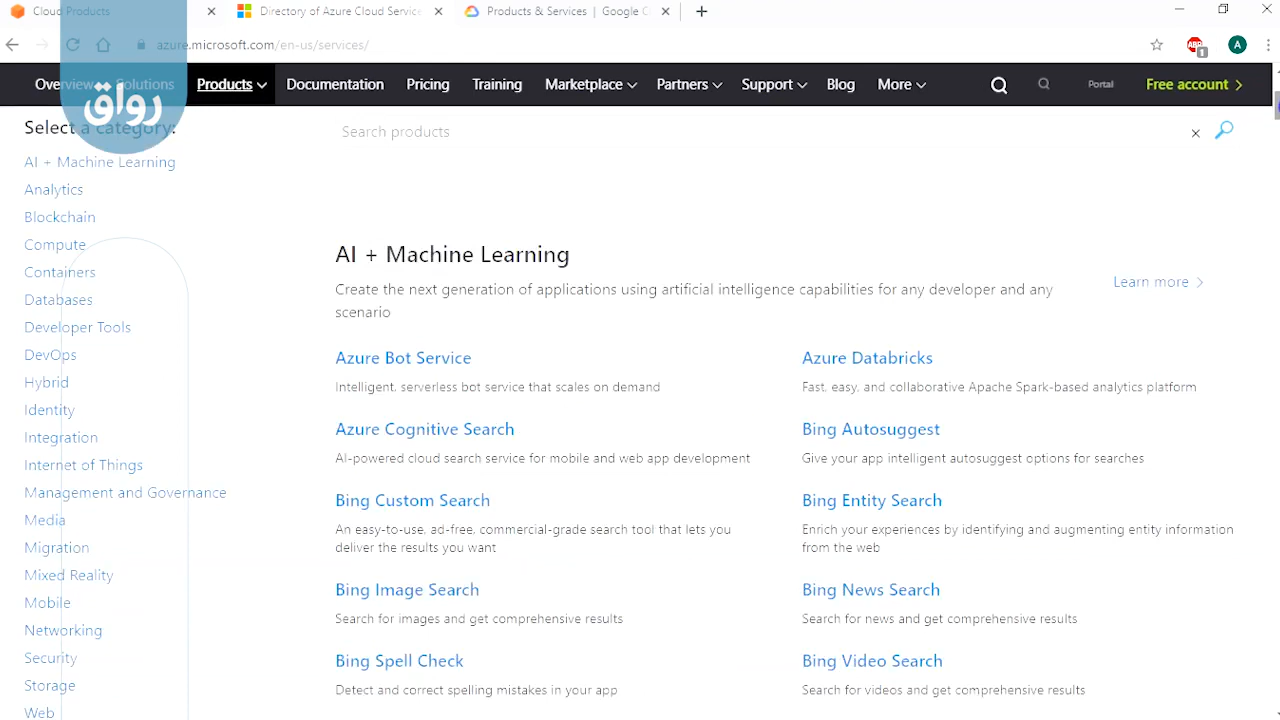 Cloud Products
Directory of Azure Cloud Service
Products & Services | Google C
azure.microsoft.com/en-us/services/
ABP
1
A
Overview
Solutions
Products
Documentation
Pricing
Training
Marketplace
Partners
Support
Blog
More
Portal
Free account
رواق
Select a category:
Search products
AI + Machine Learning
Analytics
Blockchain
Compute
Containers
Databases
Developer Tools
DevOps
Hybrid
Identity
Integration
Internet of Things
Management and Governance
Media
Migration
Mixed Reality
Mobile
Networking
Security
Storage
Web
AI + Machine Learning
Create the next generation of applications using artificial intelligence capabilities for any developer and any
scenario
Learn more
Azure Bot Service
Intelligent, serverless bot service that scales on demand
Azure Databricks
Fast, easy, and collaborative Apache Spark-based analytics platform
Azure Cognitive Search
AI-powered cloud search service for mobile and web app development
Bing Autosuggest
Give your app intelligent autosuggest options for searches
Bing Custom Search
An easy-to-use, ad-free, commercial-grade search tool that lets you
deliver the results you want
Bing Entity Search
Enrich your experiences by identifying and augmenting entity information
from the web
Bing Image Search
Search for images and get comprehensive results
Bing News Search
Search for news and get comprehensive results
Bing Spell Check
Detect and correct spelling mistakes in your app
Bing Video Search
Search for videos and get comprehensive results